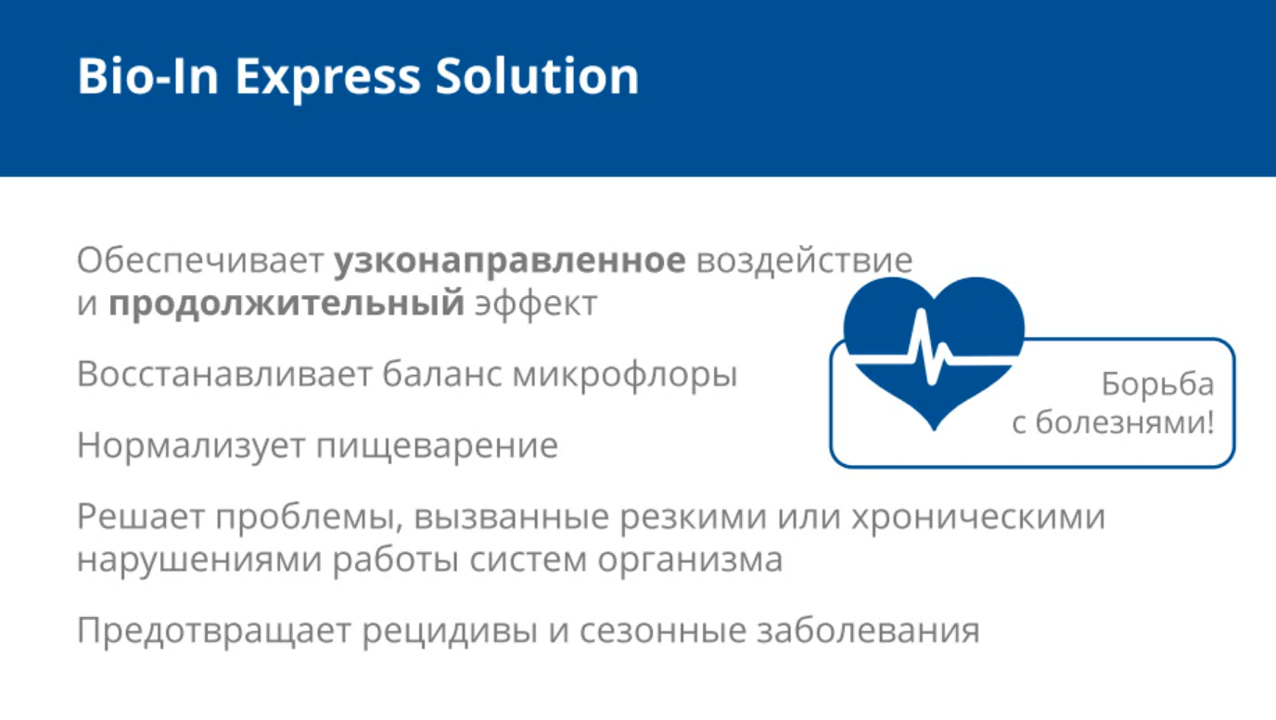 Bio-In Express Solution
Обеспечивает узконаправленное воздействие
и продолжительный эффект
Восстанавливает баланс микрофлоры
Борьба
с болезнями!
Нормализует пищеварение
Решает проблемы, вызванные резкими или хроническими
нарушениями работы систем организма
Предотвращает рецидивы и сезонные заболевания